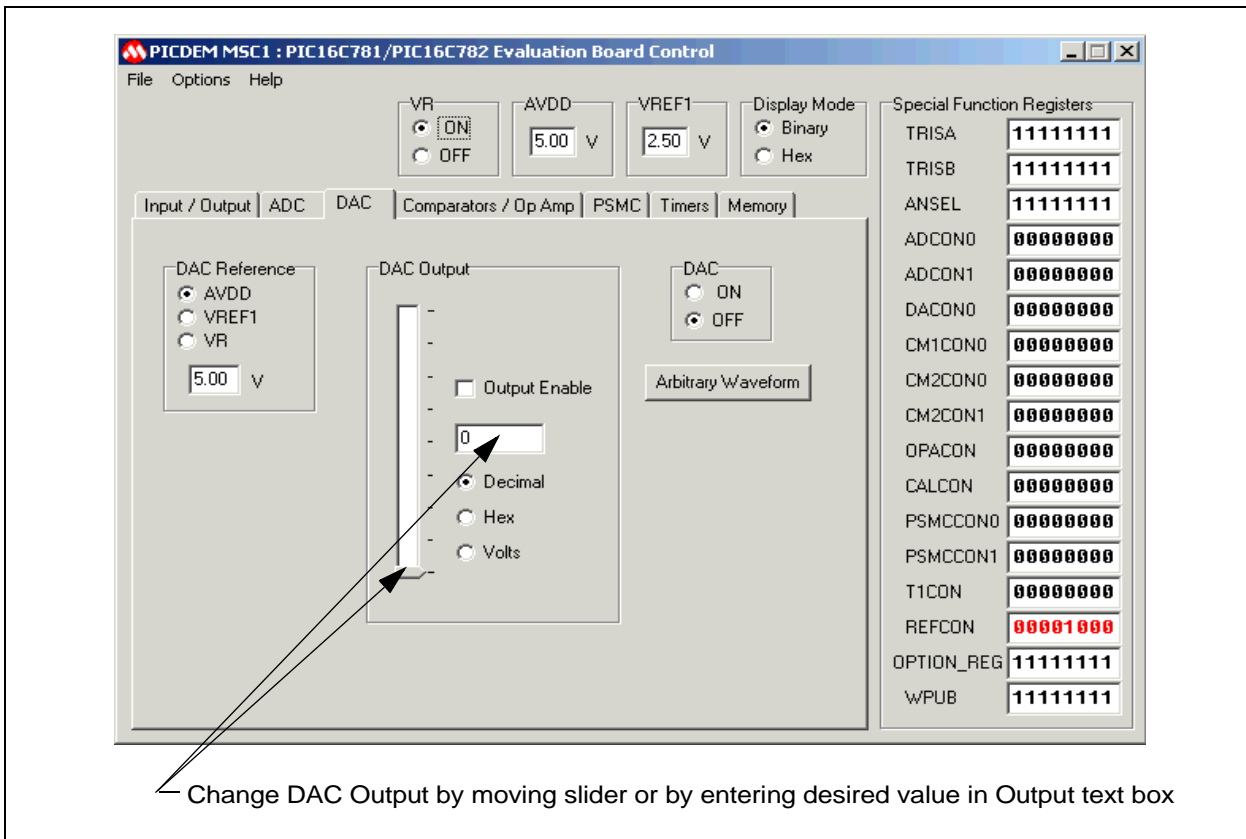 PICDEM MSC1 : PIC16C781/PIC16C782 Evaluation Board Control
File Options Help
VR
ON
OFF
AVDD
5.00 V
VREF1
2.50 V
Display Mode
Binary
Hex
Input / Output ADC DAC Comparators / Op Amp PSMC Timers Memory
DAC Reference
AVDD
VREF1
VR
5.00 V
DAC Output
Output Enable
0
Decimal
Hex
Volts
DAC
ON
OFF
Arbitrary Waveform
Special Function Registers
TRISA 11111111
TRISB 11111111
ANSEL 11111111
ADCON0 00000000
ADCON1 00000000
DACON0 00000000
CM1CON0 00000000
CM2CON0 00000000
CM2CON1 00000000
OPACON 00000000
CALCON 00000000
PSMCCON0 00000000
PSMCCON1 00000000
T1CON 00000000
REFCON 00001000
OPTION_REG 11111111
WPUB 11111111
Change DAC Output by moving slider or by entering desired value in Output text box